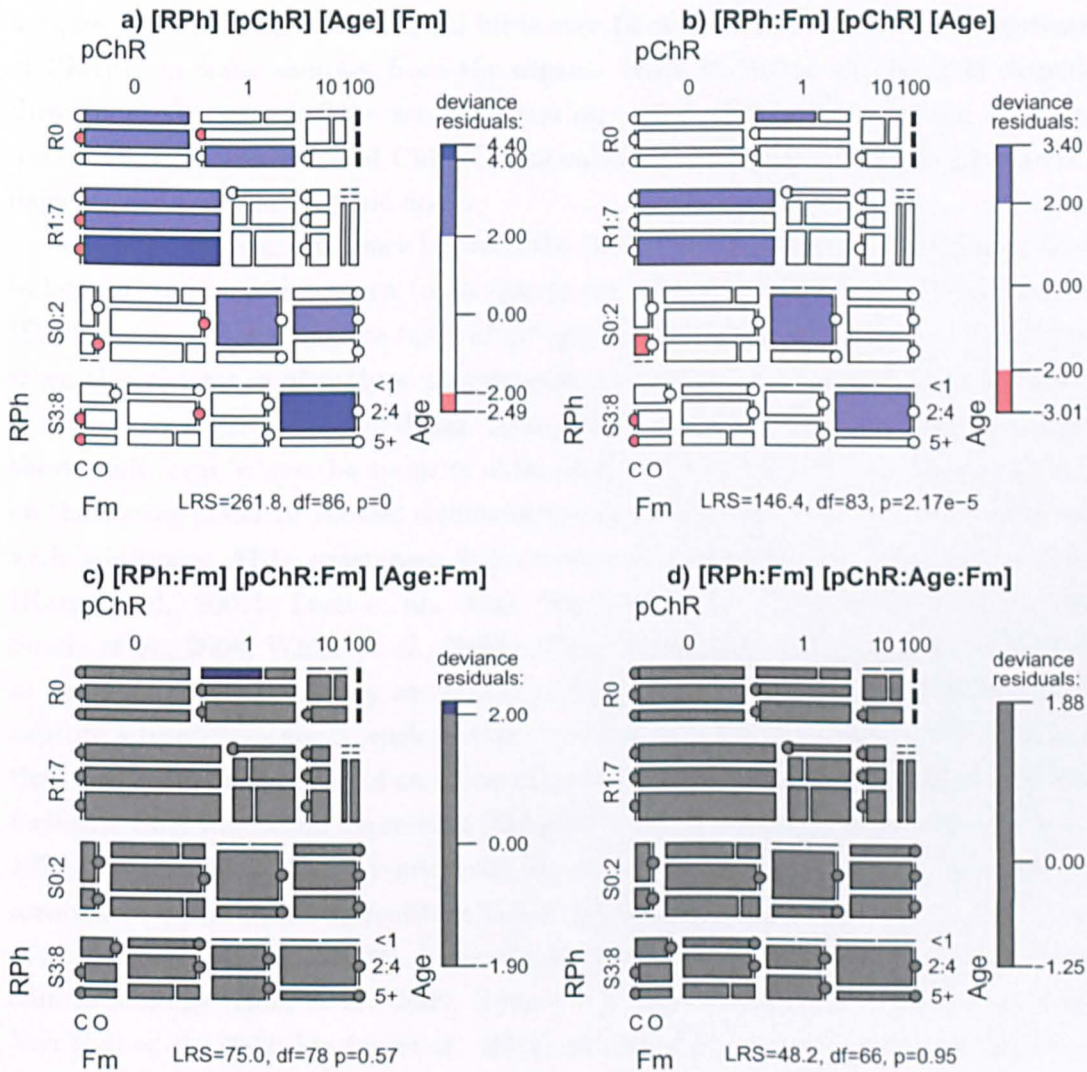 a) [RPh] [pChR] [Age] [Fm]
pChR
0 1 10 100
deviance
residuals:
4.40
4.00
2.00
0.00
-2.00
-2.49
R0
R1:7
S0:2
S3:8
RPh
<1
2:4
5+
Age
C O
Fm
LRS=261.8, df=86, p=0
b) [RPh:Fm] [pChR] [Age]
pChR
0 1 10 100
deviance
residuals:
3.40
2.00
0.00
-2.00
-3.01
R0
R1:7
S0:2
S3:8
RPh
<1
2:4
5+
Age
C O
Fm
LRS=146.4, df=83, p=2.17e-5
c) [RPh:Fm] [pChR:Fm] [Age:Fm]
pChR
0 1 10 100
deviance
residuals:
2.00
0.00
-1.90
R0
R1:7
S0:2
S3:8
RPh
<1
2:4
5+
Age
C O
Fm
LRS=75.0, df=78 p=0.57
d) [RPh:Fm] [pChR:Age:Fm]
pChR
0 1 10 100
deviance
residuals:
1.88
0.00
-1.25
R0
R1:7
S0:2
S3:8
RPh
<1
2:4
5+
Age
C O
Fm
LRS=48.2, df=66, p=0.95